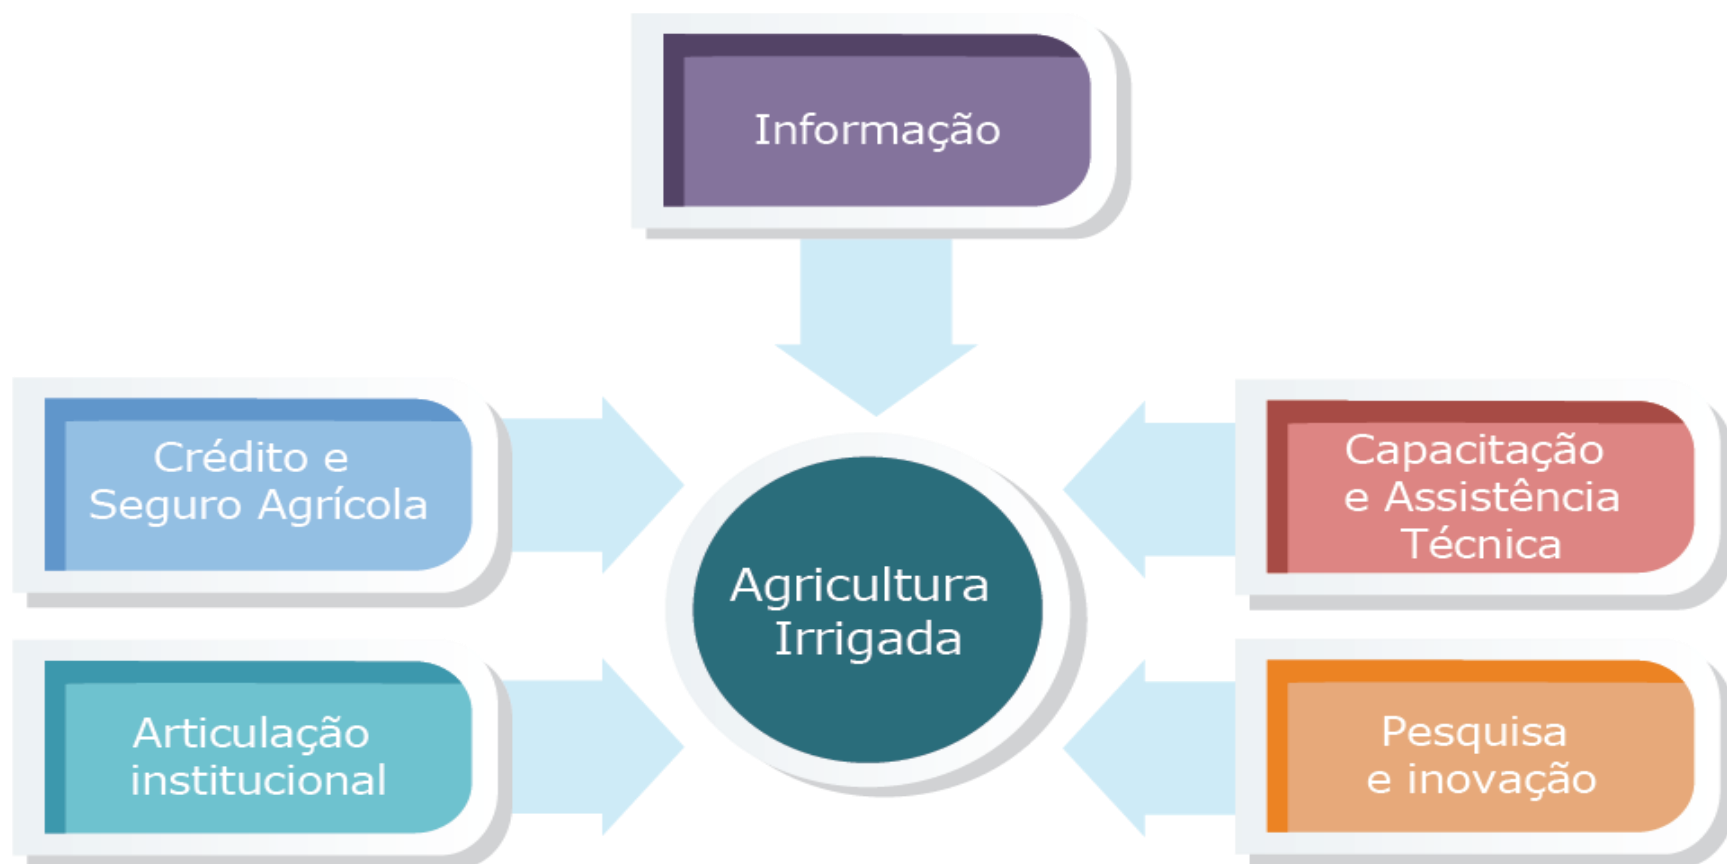 Informação
Crédito e
Seguro Agrícola
Capacitação
e Assistência
Técnica
Agricultura
Irrigada
Articulação
institucional
Pesquisa
e inovação